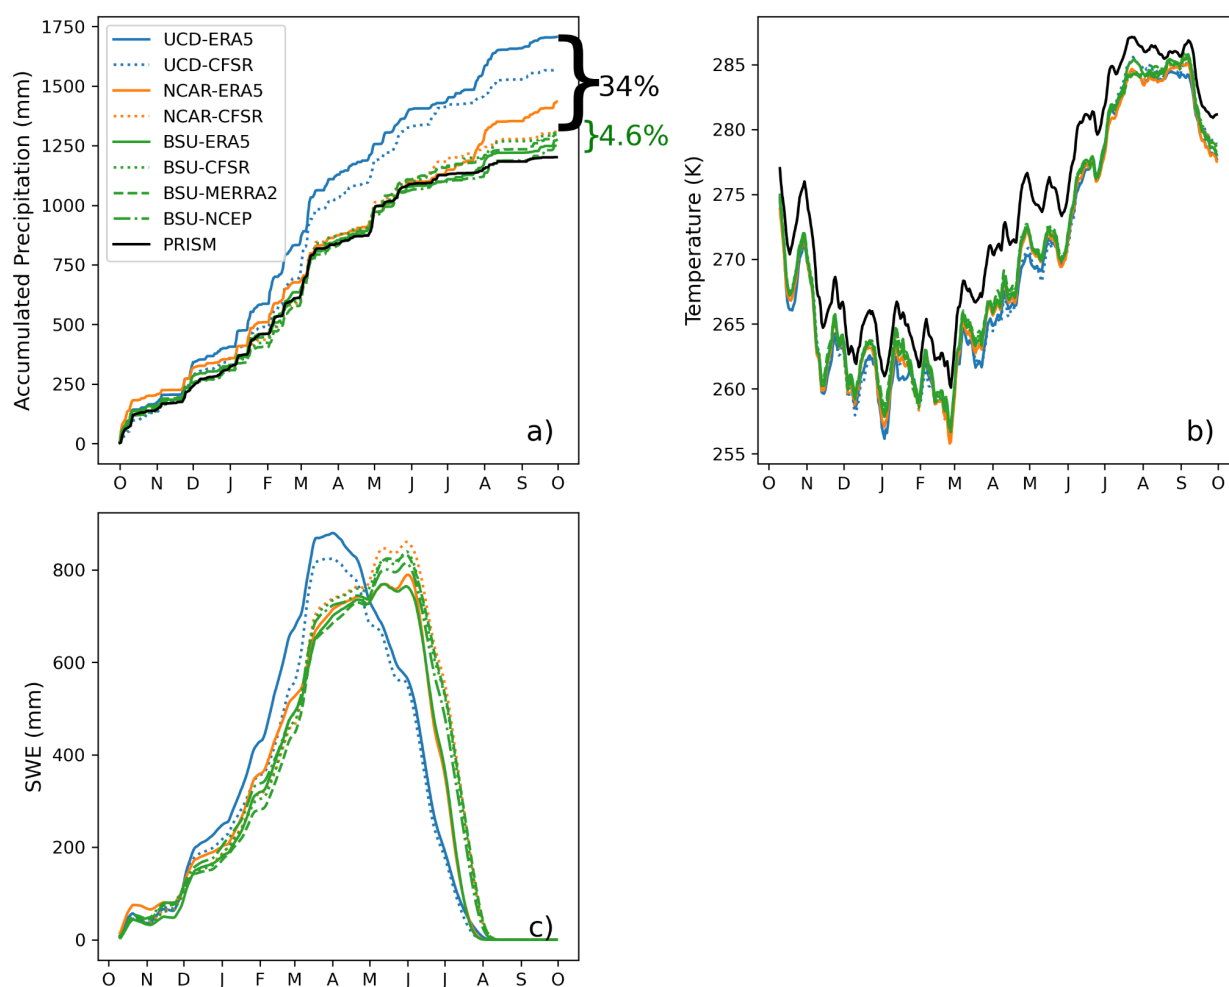 Accumulated Precipitation (mm)
1750
1500
1250
1000
750
500
250
0
UCD-ERA5
UCD-CFSR
NCAR-ERA5
NCAR-CFSR
BSU-ERA5
BSU-CFSR
BSU-MERRA2
BSU-NCEP
PRISM
}34%
}4.6%
a)
O N D J F M A M J J A S O
Temperature (K)
285
280
275
270
265
260
255
b)
O N D J F M A M J J A S O
SWE (mm)
800
600
400
200
0
c)
O N D J F M A M J J A S O